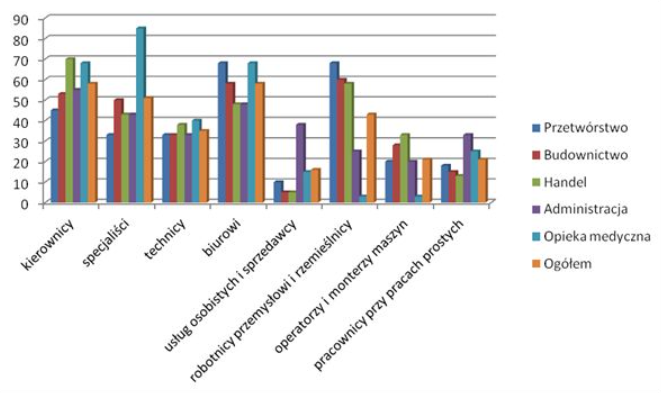 90
80
70
60
50
40
30
20
10
0
kierownicy
specjaliści
technicy
biurowi
usług osobistych i sprzedawcy
robotnicy przemysłowi i rzemieślnicy
operatorzy i monterzy maszyn
pracownicy przy pracach prostych
Przetwórstwo
Budownictwo
Handel
Administracja
Opieka medyczna
Ogółem